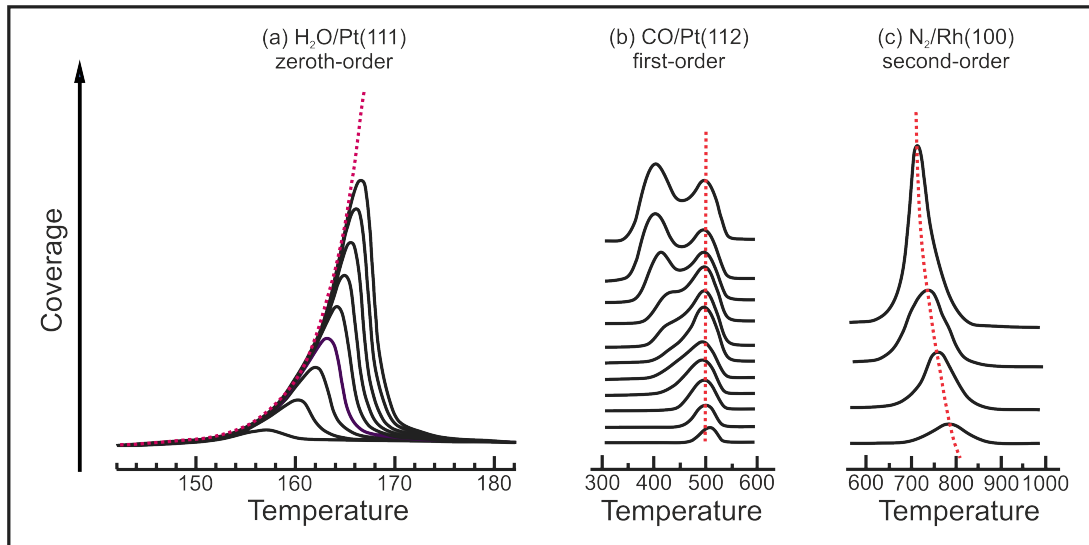 (a) H₂O/Pt(111)
zeroth-order
(b) CO/Pt(112)
first-order
(c) N₂/Rh(100)
second-order
Coverage
150 160 170 180
Temperature
300 400 500 600
Temperature
600 700 800 900 1000
Temperature